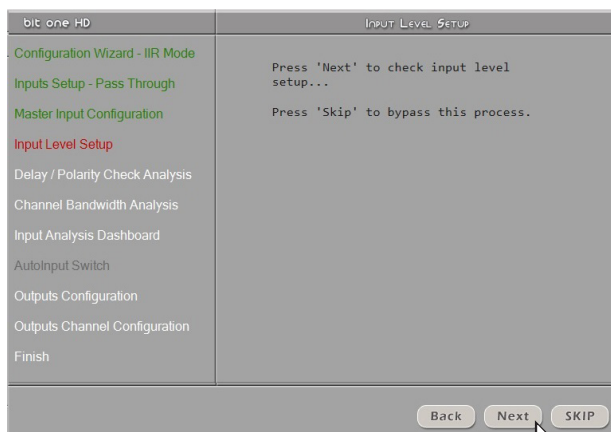 bit one HD
Input Level Setup
Configuration Wizard - IIR Mode
Inputs Setup - Pass Through
Master Input Configuration
Input Level Setup
Delay / Polarity Check Analysis
Channel Bandwidth Analysis
Input Analysis Dashboard
AutoInput Switch
Outputs Configuration
Outputs Channel Configuration
Finish
Press 'Next' to check input level
setup...
Press 'Skip' to bypass this process.
Back
Next
SKIP